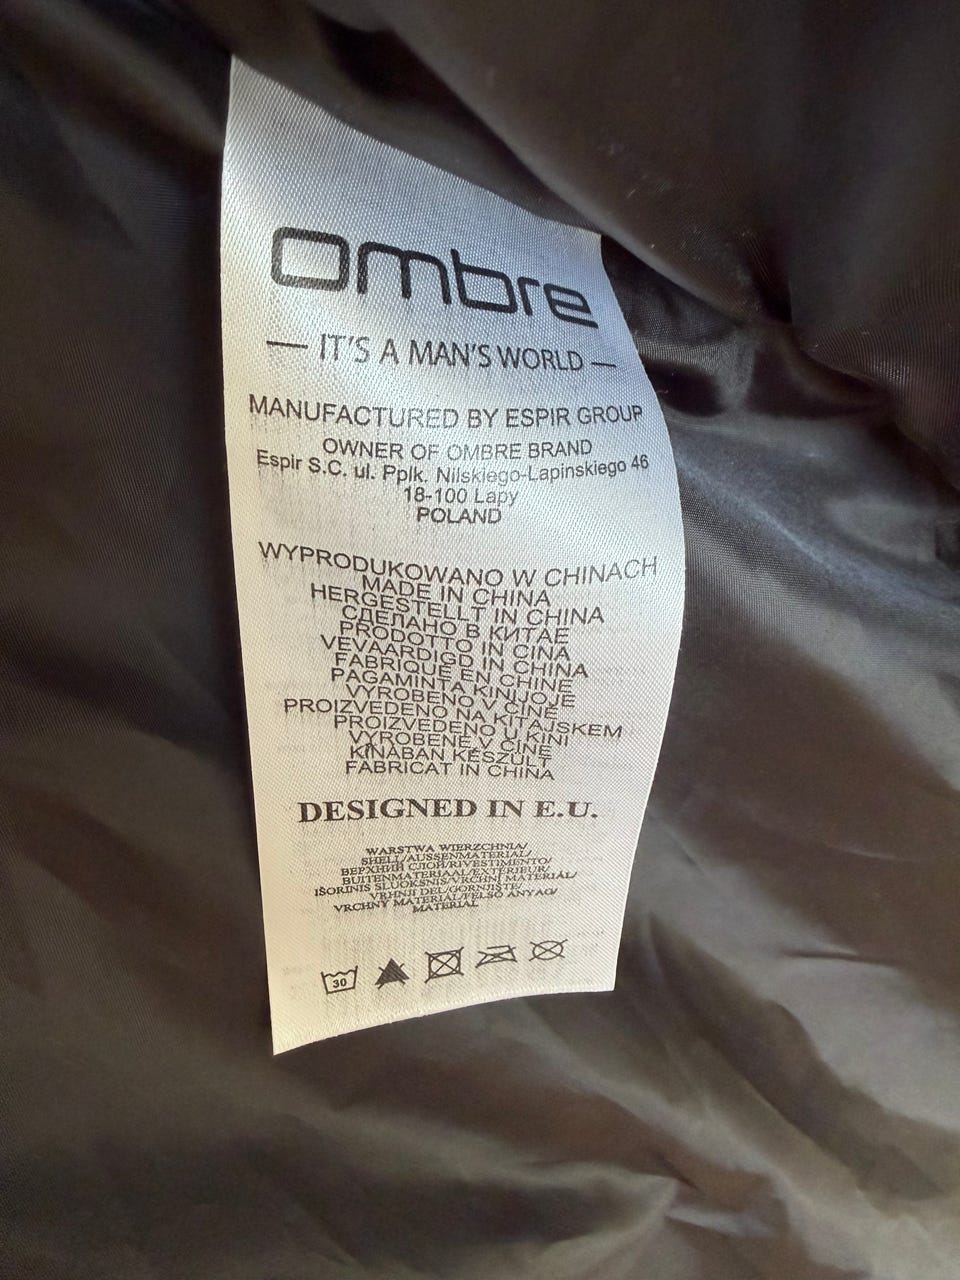 ombre
— IT'S A MAN'S WORLD —
MANUFACTURED BY ESPIR GROUP
OWNER OF OMBRE BRAND
Espir S.C. ul. Pplk. Nilskiego-Lapinskiego 46
18-100 Lapy
POLAND
WYPRODUKOWANO W CHINACH
MADE IN CHINA
HERGESTELLT IN CHINA
СДЕЛАНО В КИТАЕ
PRODOTTO IN CINA
VEVAARDIGD IN CHINA
FABRIQUÉ EN CHINE
PAGAMINTA KINIJOJE
VYROBENO V ČÍNĚ
PROIZVEDENO NA KITAJSKEM
PROIZVEDENO U KINI
VYROBENÉ V ČÍNE
KÍNÁBAN KÉSZÜLT
FABRICAT IN CHINA
DESIGNED IN E.U.
WARSTWA WIERZCHNIA/
SHELL/AUSSENMATERIAL/
ВЕРХНИЙ СЛОЙ/RIVESTIMENTO/
BUITENMATERIAAL/EXTÉRIEUR/
IŠORINIS SLUOKSNIS/VRCHNÍ MATERIÁL/
VRHNJI DEL/GORNJIŠTE/
VRCHNÝ MATERIÁL/FELSŐ ANYAG/
MATERIAL
30